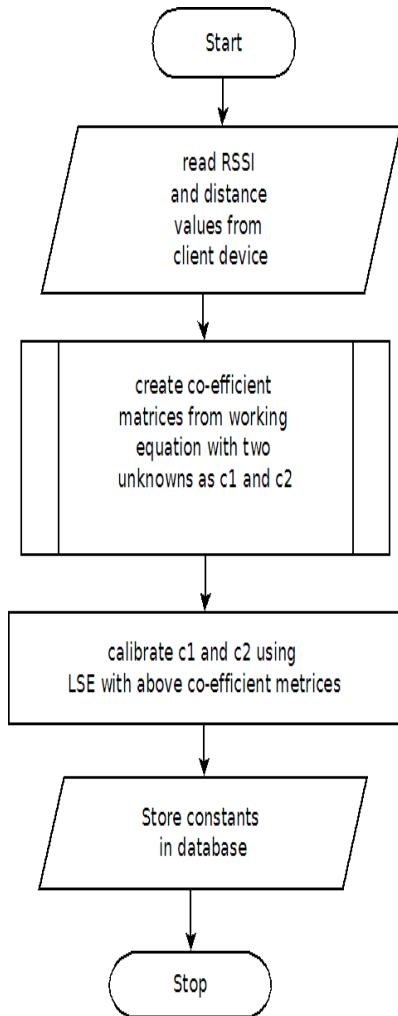 Start
read RSSI
and distance
values from
client device
create co-efficient
matrices from working
equation with two
unknowns as c1 and c2
calibrate c1 and c2 using
LSE with above co-efficient metrices
Store constants
in database
Stop